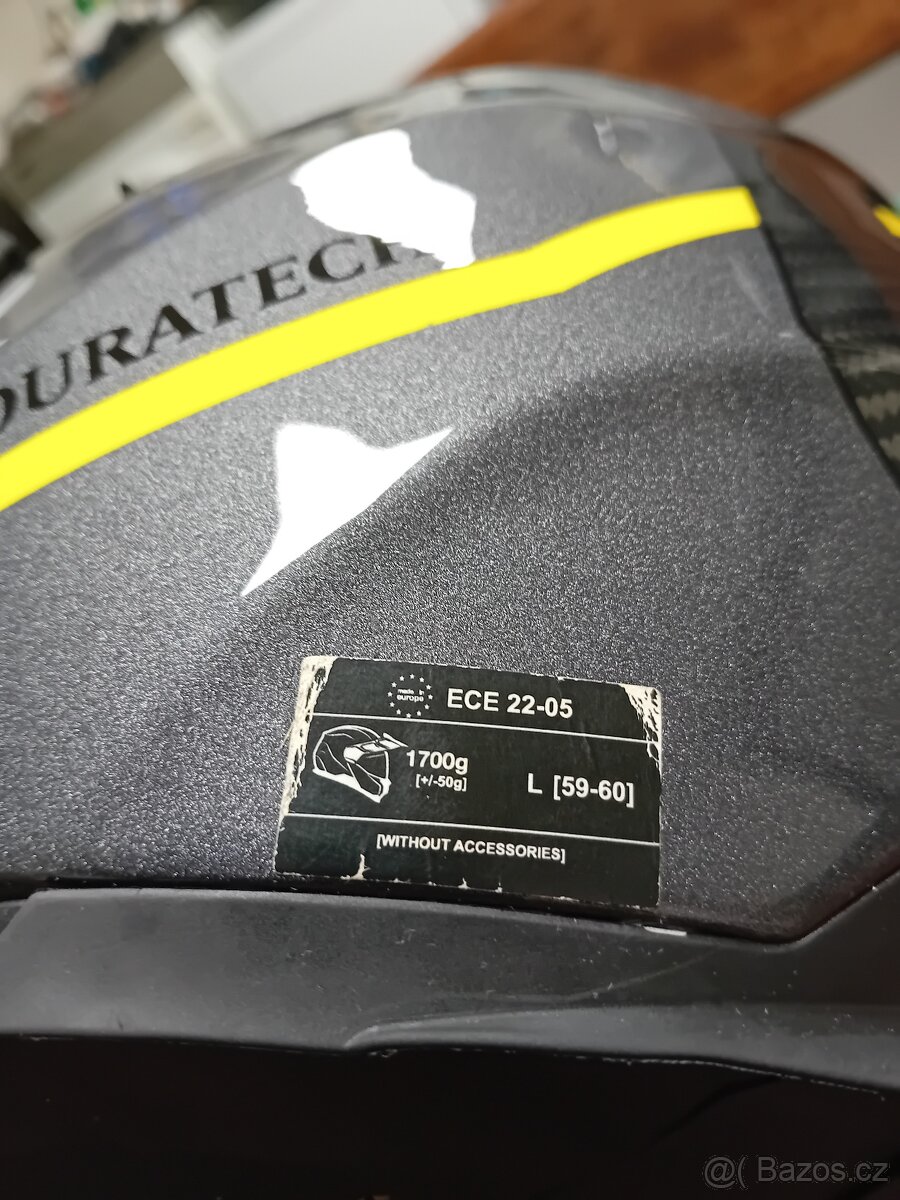 DURATECH
made in
europe
ECE 22-05
1700g
[+/-50g]
L [59-60]
[WITHOUT ACCESSORIES]
@( Bazos.cz